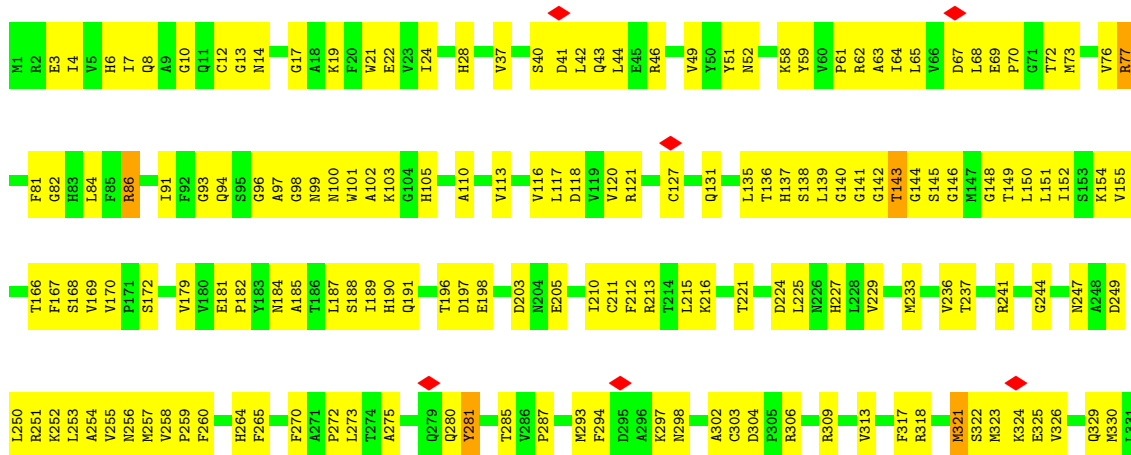 M1 R2 E3 I4 V5 H6 I7 Q8 A9 G10 Q11 C12 G13 N14 G17 A18 K19 F20 W21 E22 V23 I24 H28 V37 S40 D41 L42 Q43 L44 E45 R46 V49 Y50 Y51 N52 K58 Y59 V60 P61 R62 A63 I64 L65 V66 D67 L68 E69 P70 G71 T72 M73 V76 R77
F81 G82 H83 L84 F85 R86 I91 F92 G93 Q94 S95 G96 A97 G98 N99 N100 W101 A102 K103 G104 H105 A110 V113 V116 L117 D118 V119 V120 R121 C127 Q131 L135 T136 H137 S138 L139 G140 G141 G142 T143 G144 S145 G146 M147 G148 T149 L150 L151 I152 S153 K154 V155
T166 F167 S168 V169 V170 P171 S172 V179 V180 E181 P182 Y183 N184 A185 T186 L187 S188 I189 H190 Q191 T196 D197 E198 D203 N204 E205 I210 C211 F212 R213 T214 L215 K216 T221 D224 L225 N226 H227 L228 V229 M233 V236 T237 R241 G244 N247 A248 D249
L250 R251 K252 L253 A254 V255 N256 M257 V258 P259 F260 H264 F265 F270 A271 P272 L273 T274 A275 Q279 Q280 Y281 T285 V286 P287 M293 F294 D295 A296 K297 N298 A302 C303 D304 P305 R306 R309 V313 F317 R318 M321 S322 M323 K324 E325 V326 Q329 M330 L331